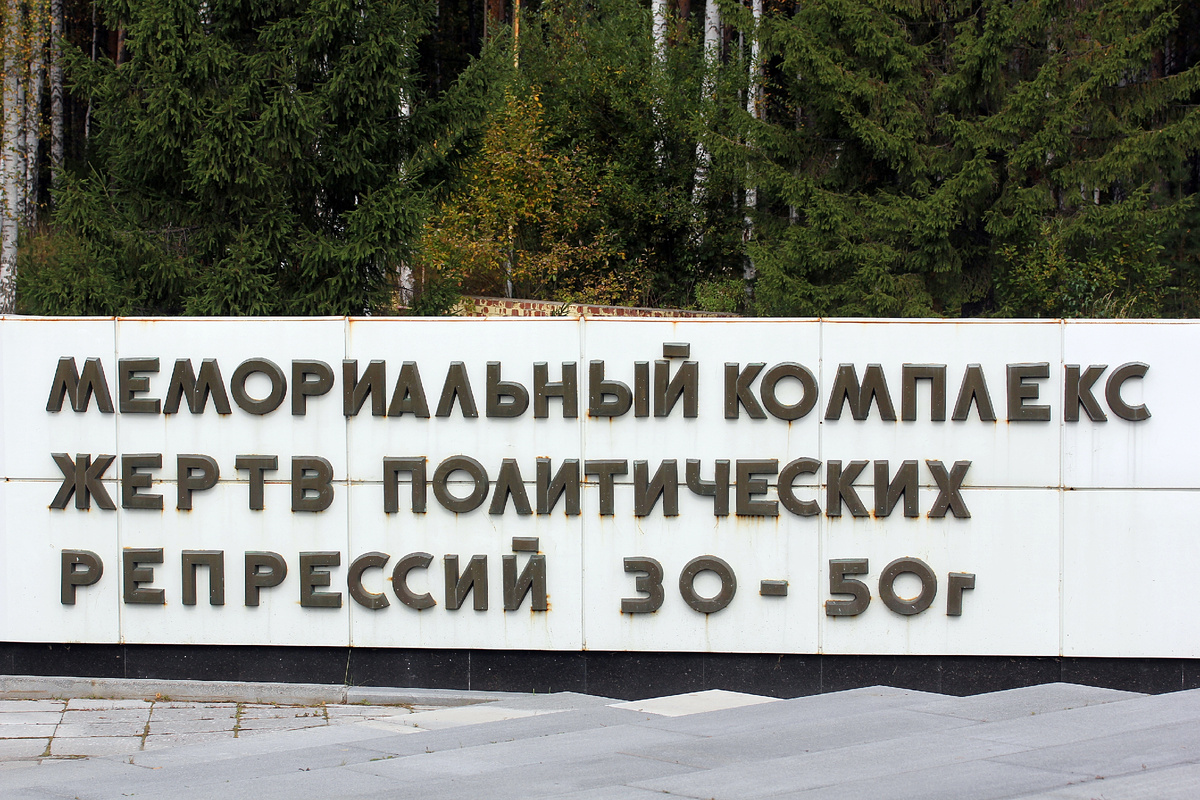 МЕМОРИАЛЬНЫЙ КОМПЛЕКС
ЖЕРТВ ПОЛИТИЧЕСКИХ
РЕПРЕССИЙ 30-50г